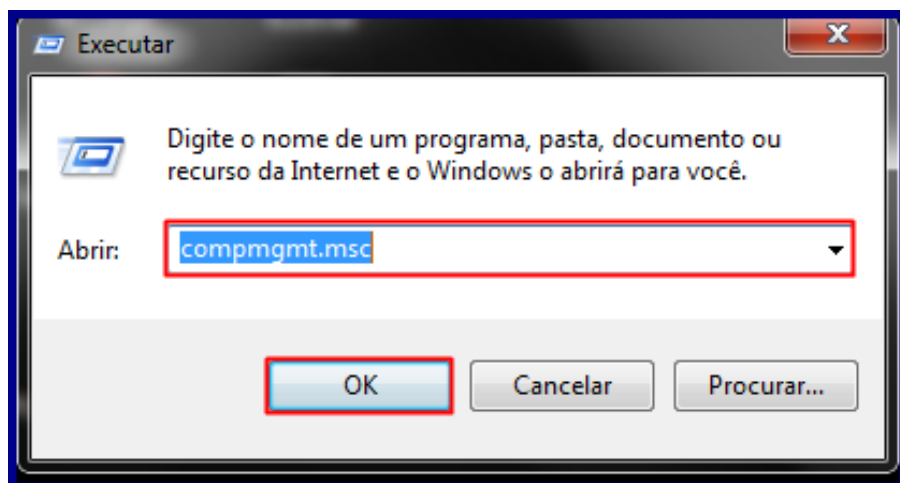 Executar
Digite o nome de um programa, pasta, documento ou
recurso da Internet e o Windows o abrirá para você.
Abrir: compmgmt.msc
OK Cancelar Procurar...